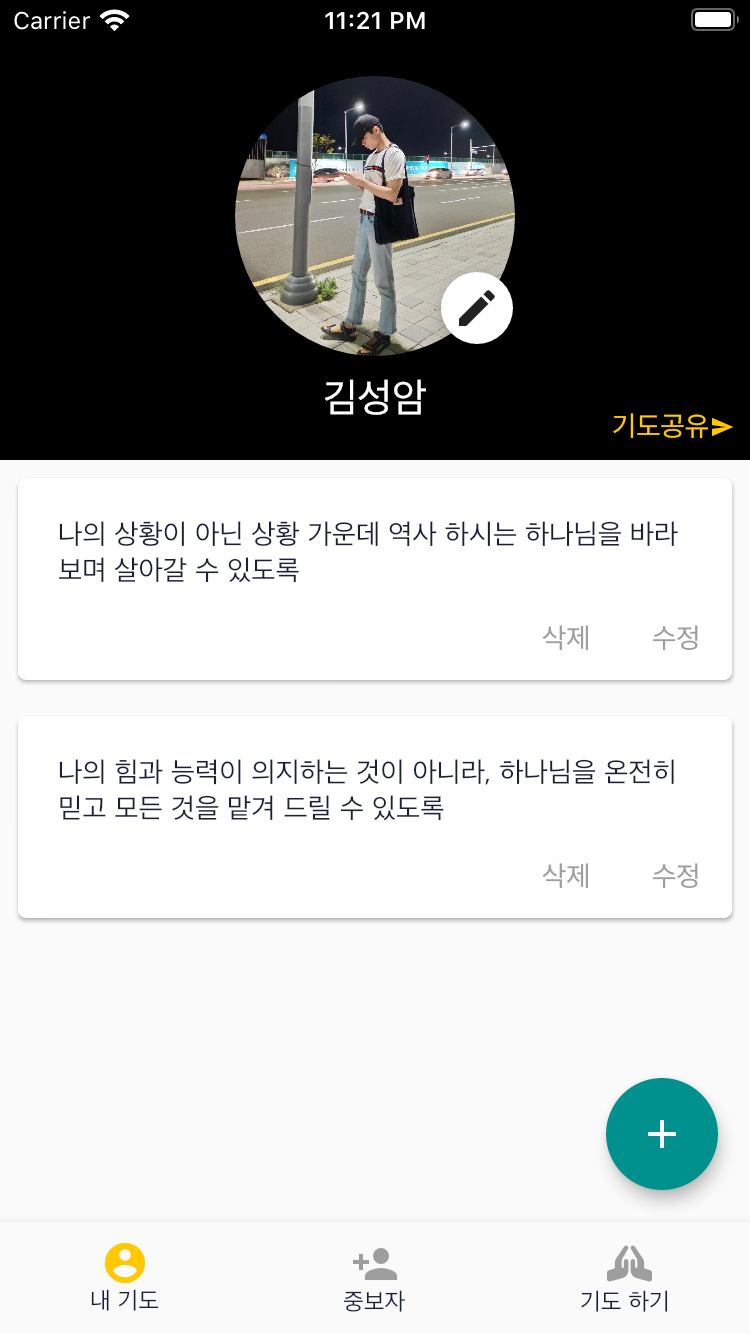 Carrier 11:21 PM
김성암
기도공유
나의 상황이 아닌 상황 가운데 역사 하시는 하나님을 바라
보며 살아갈 수 있도록
삭제 수정
나의 힘과 능력이 의지하는 것이 아니라, 하나님을 온전히
믿고 모든 것을 맡겨 드릴 수 있도록
삭제 수정
내 기도 중보자 기도 하기